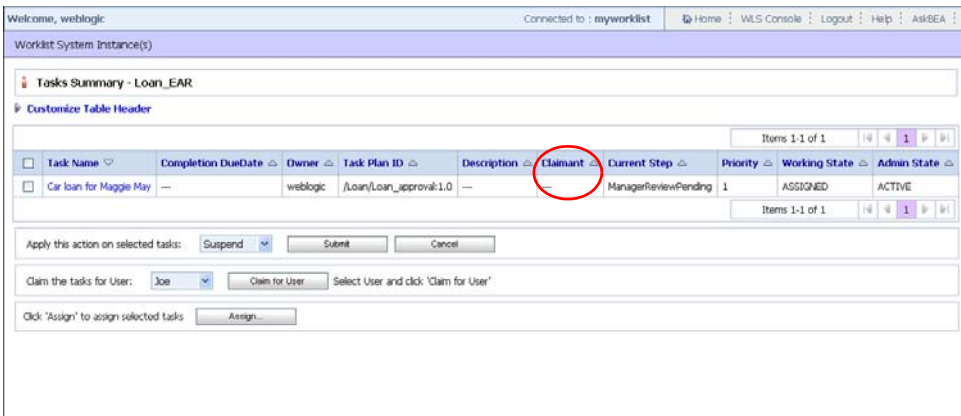 Welcome, weblogic Connected to : myworklist Home WLS Console Logout Help AskBEA
Worklist System Instance(s)
Tasks Summary - Loan_EAR
Customize Table Header
Items 1-1 of 1 1
Task Name Completion DueDate Owner Task Plan ID Description Claimant Current Step Priority Working State Admin State
Car loan for Maggie May --- weblogic /Loan/Loan_approval:1.0 --- --- ManagerReviewPending 1 ASSIGNED ACTIVE
Items 1-1 of 1 1
Apply this action on selected tasks: Suspend Submit Cancel
Claim the tasks for User: Joe Claim for User Select User and click 'Claim for User'
Click 'Assign' to assign selected tasks Assign...